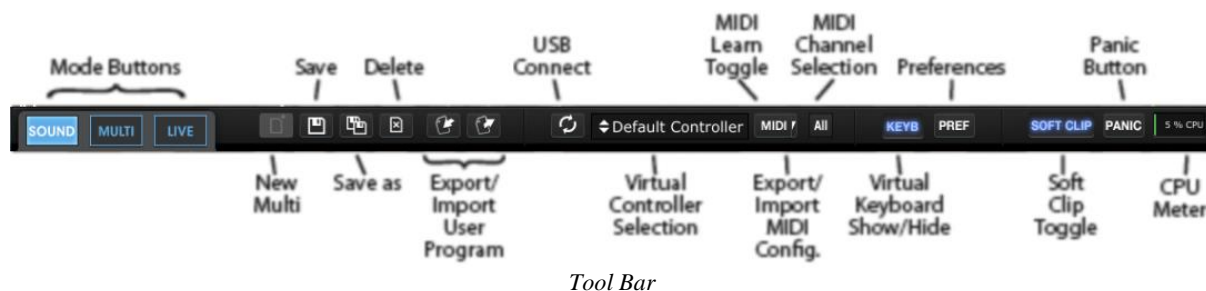 MIDI
Learn
Toggle
MIDI
Channel
Selection
USB
Connect
Panic
Button
Mode Buttons
Save
Delete
Preferences
SOUND
MULTI
LIVE
Default Controller
MIDI
All
KEYB
PREF
SOFT CLIP
PANIC
5 % CPU
New
Multi
Save as
Export/
Import
User
Program
Virtual
Controller
Selection
Export/
Import
MIDI
Config.
Virtual
Keyboard
Show/Hide
Soft
Clip
Toggle
CPU
Meter
Tool Bar